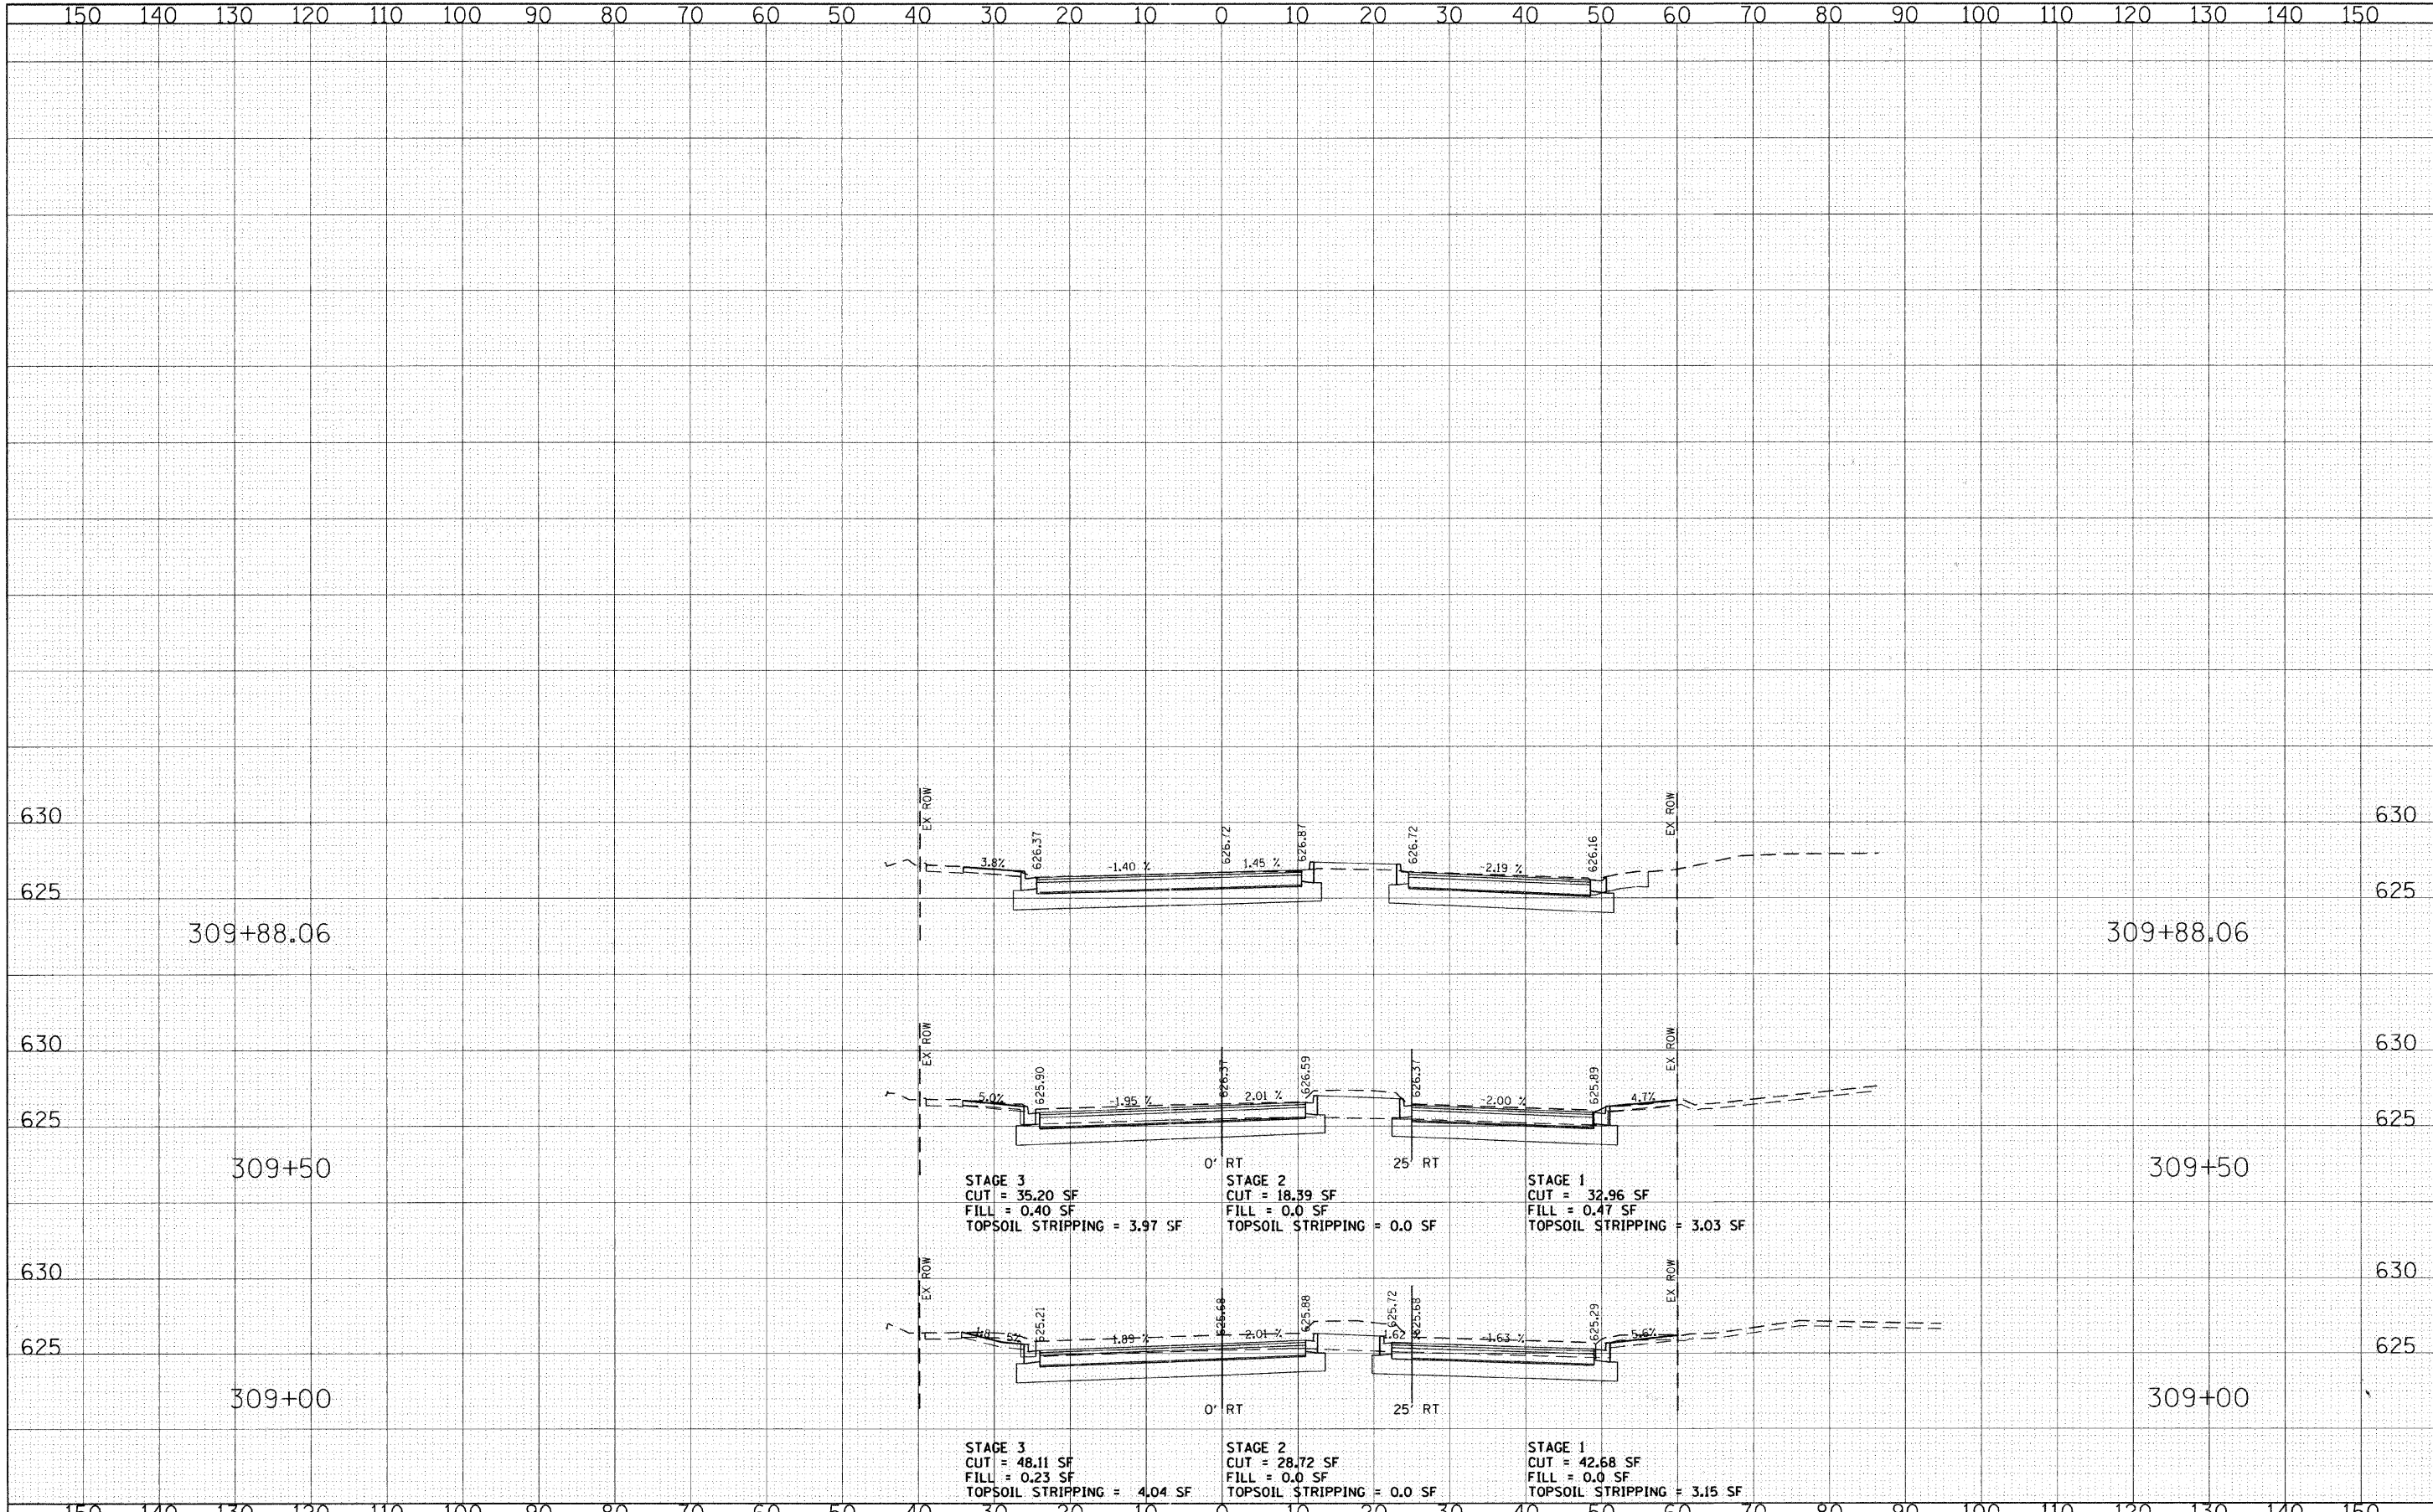 150 140 130 120 110 100 90 80 70 60 50 40 30 20 10 0 10 20 30 40 50 60 70 80 90 100 110 120 130 140 150
630 EX ROW EX ROW 630
3.8% 626.37 -1.40 % 626.72 1.45 % 626.87 626.72 -2.19 % 626.16
625 625
309+88.06 309+88.06
630 EX ROW EX ROW 630
5.0% 625.90 -1.95 % 626.37 2.01 % 626.59 626.37 -2.00 % 625.89 4.7%
625 625
309+50 0' RT 25' RT 309+50
STAGE 3 STAGE 2 STAGE 1
CUT = 35.20 SF CUT = 18.39 SF CUT = 32.96 SF
FILL = 0.40 SF FILL = 0.0 SF FILL = 0.47 SF
TOPSOIL STRIPPING = 3.97 SF TOPSOIL STRIPPING = 0.0 SF TOPSOIL STRIPPING = 3.03 SF
630 EX ROW EX ROW 630
625.21 -1.89 % 625.68 2.01 % 625.88 625.72 1.62 625.68 -1.63 % 625.29 5.6%
625 625
309+00 0' RT 25' RT 309+00
STAGE 3 STAGE 2 STAGE 1
CUT = 48.11 SF CUT = 28.72 SF CUT = 42.68 SF
FILL = 0.23 SF FILL = 0.0 SF FILL = 0.0 SF
TOPSOIL STRIPPING = 4.04 SF TOPSOIL STRIPPING = 0.0 SF TOPSOIL STRIPPING = 3.15 SF
150 140 130 120 110 100 90 80 70 60 50 40 30 20 10 0 10 20 30 40 50 60 70 80 90 100 110 120 130 140 150